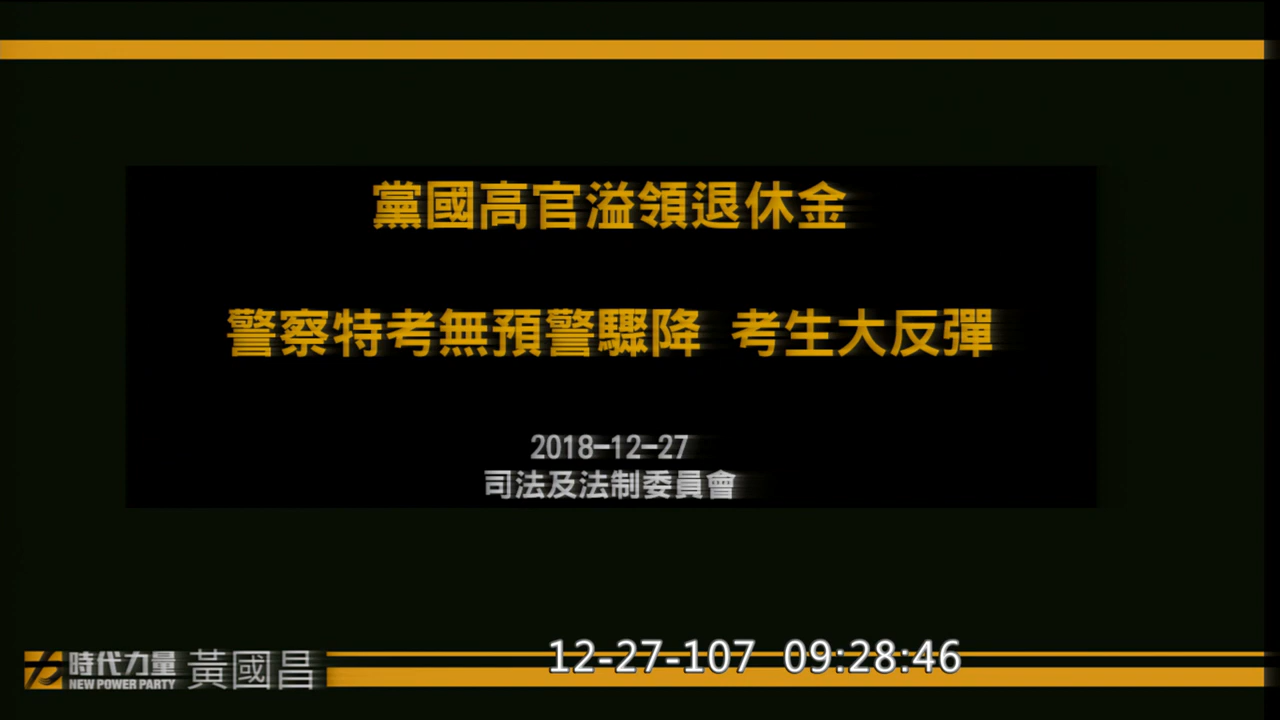 黨國高官溢領退休金
警察特考無預警驟降 考生大反彈
2018-12-27
司法及法制委員會
時代力量 黃國昌
NEW POWER PARTY
12-27-107 09:28:46